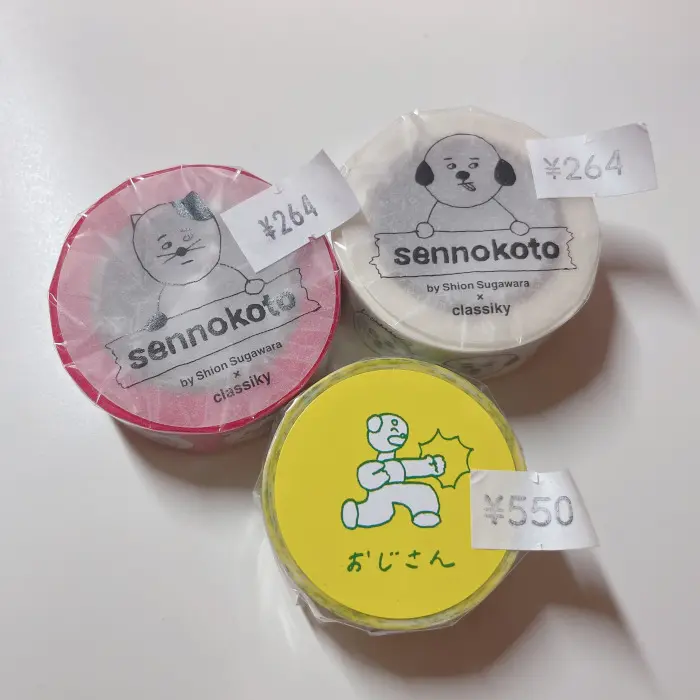 ¥264
sennokoto
by Shion Sugawara
×
classiky
¥264
sennokoto
by Shion Sugawara
×
classiky
¥550
おじさん